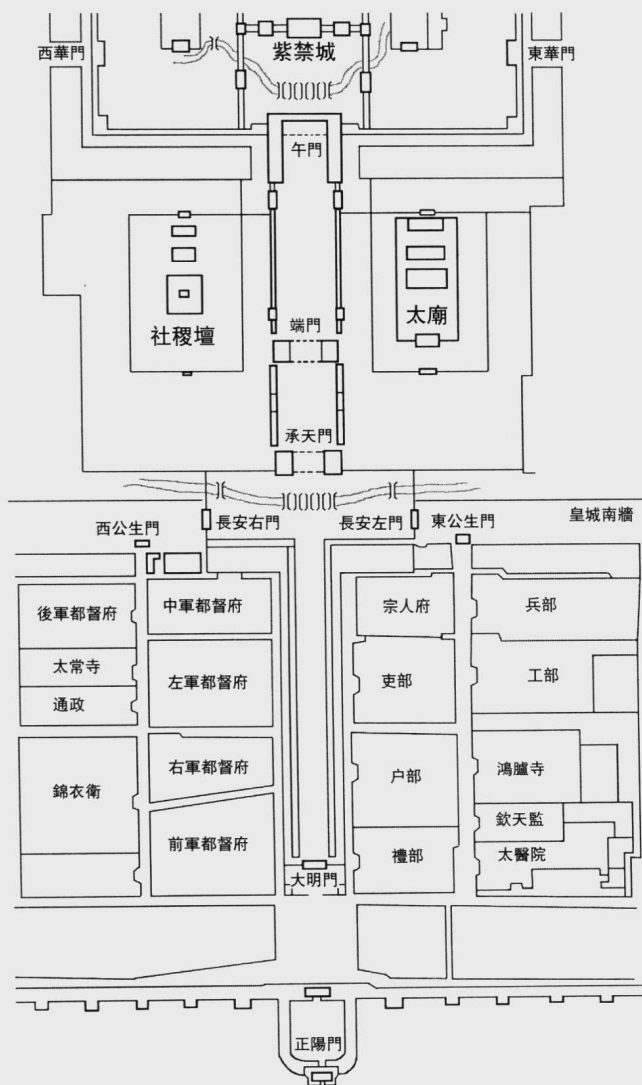 紫禁城
西華門
東華門
午門
社稷壇
太廟
端門
承天門
長安右門
長安左門
西公生門
東公生門
皇城南牆
後軍都督府
中軍都督府
宗人府
兵部
太常寺
左軍都督府
吏部
工部
通政
錦衣衛
右軍都督府
户部
鴻臚寺
欽天監
前軍都督府
禮部
太醫院
大明門
正陽門